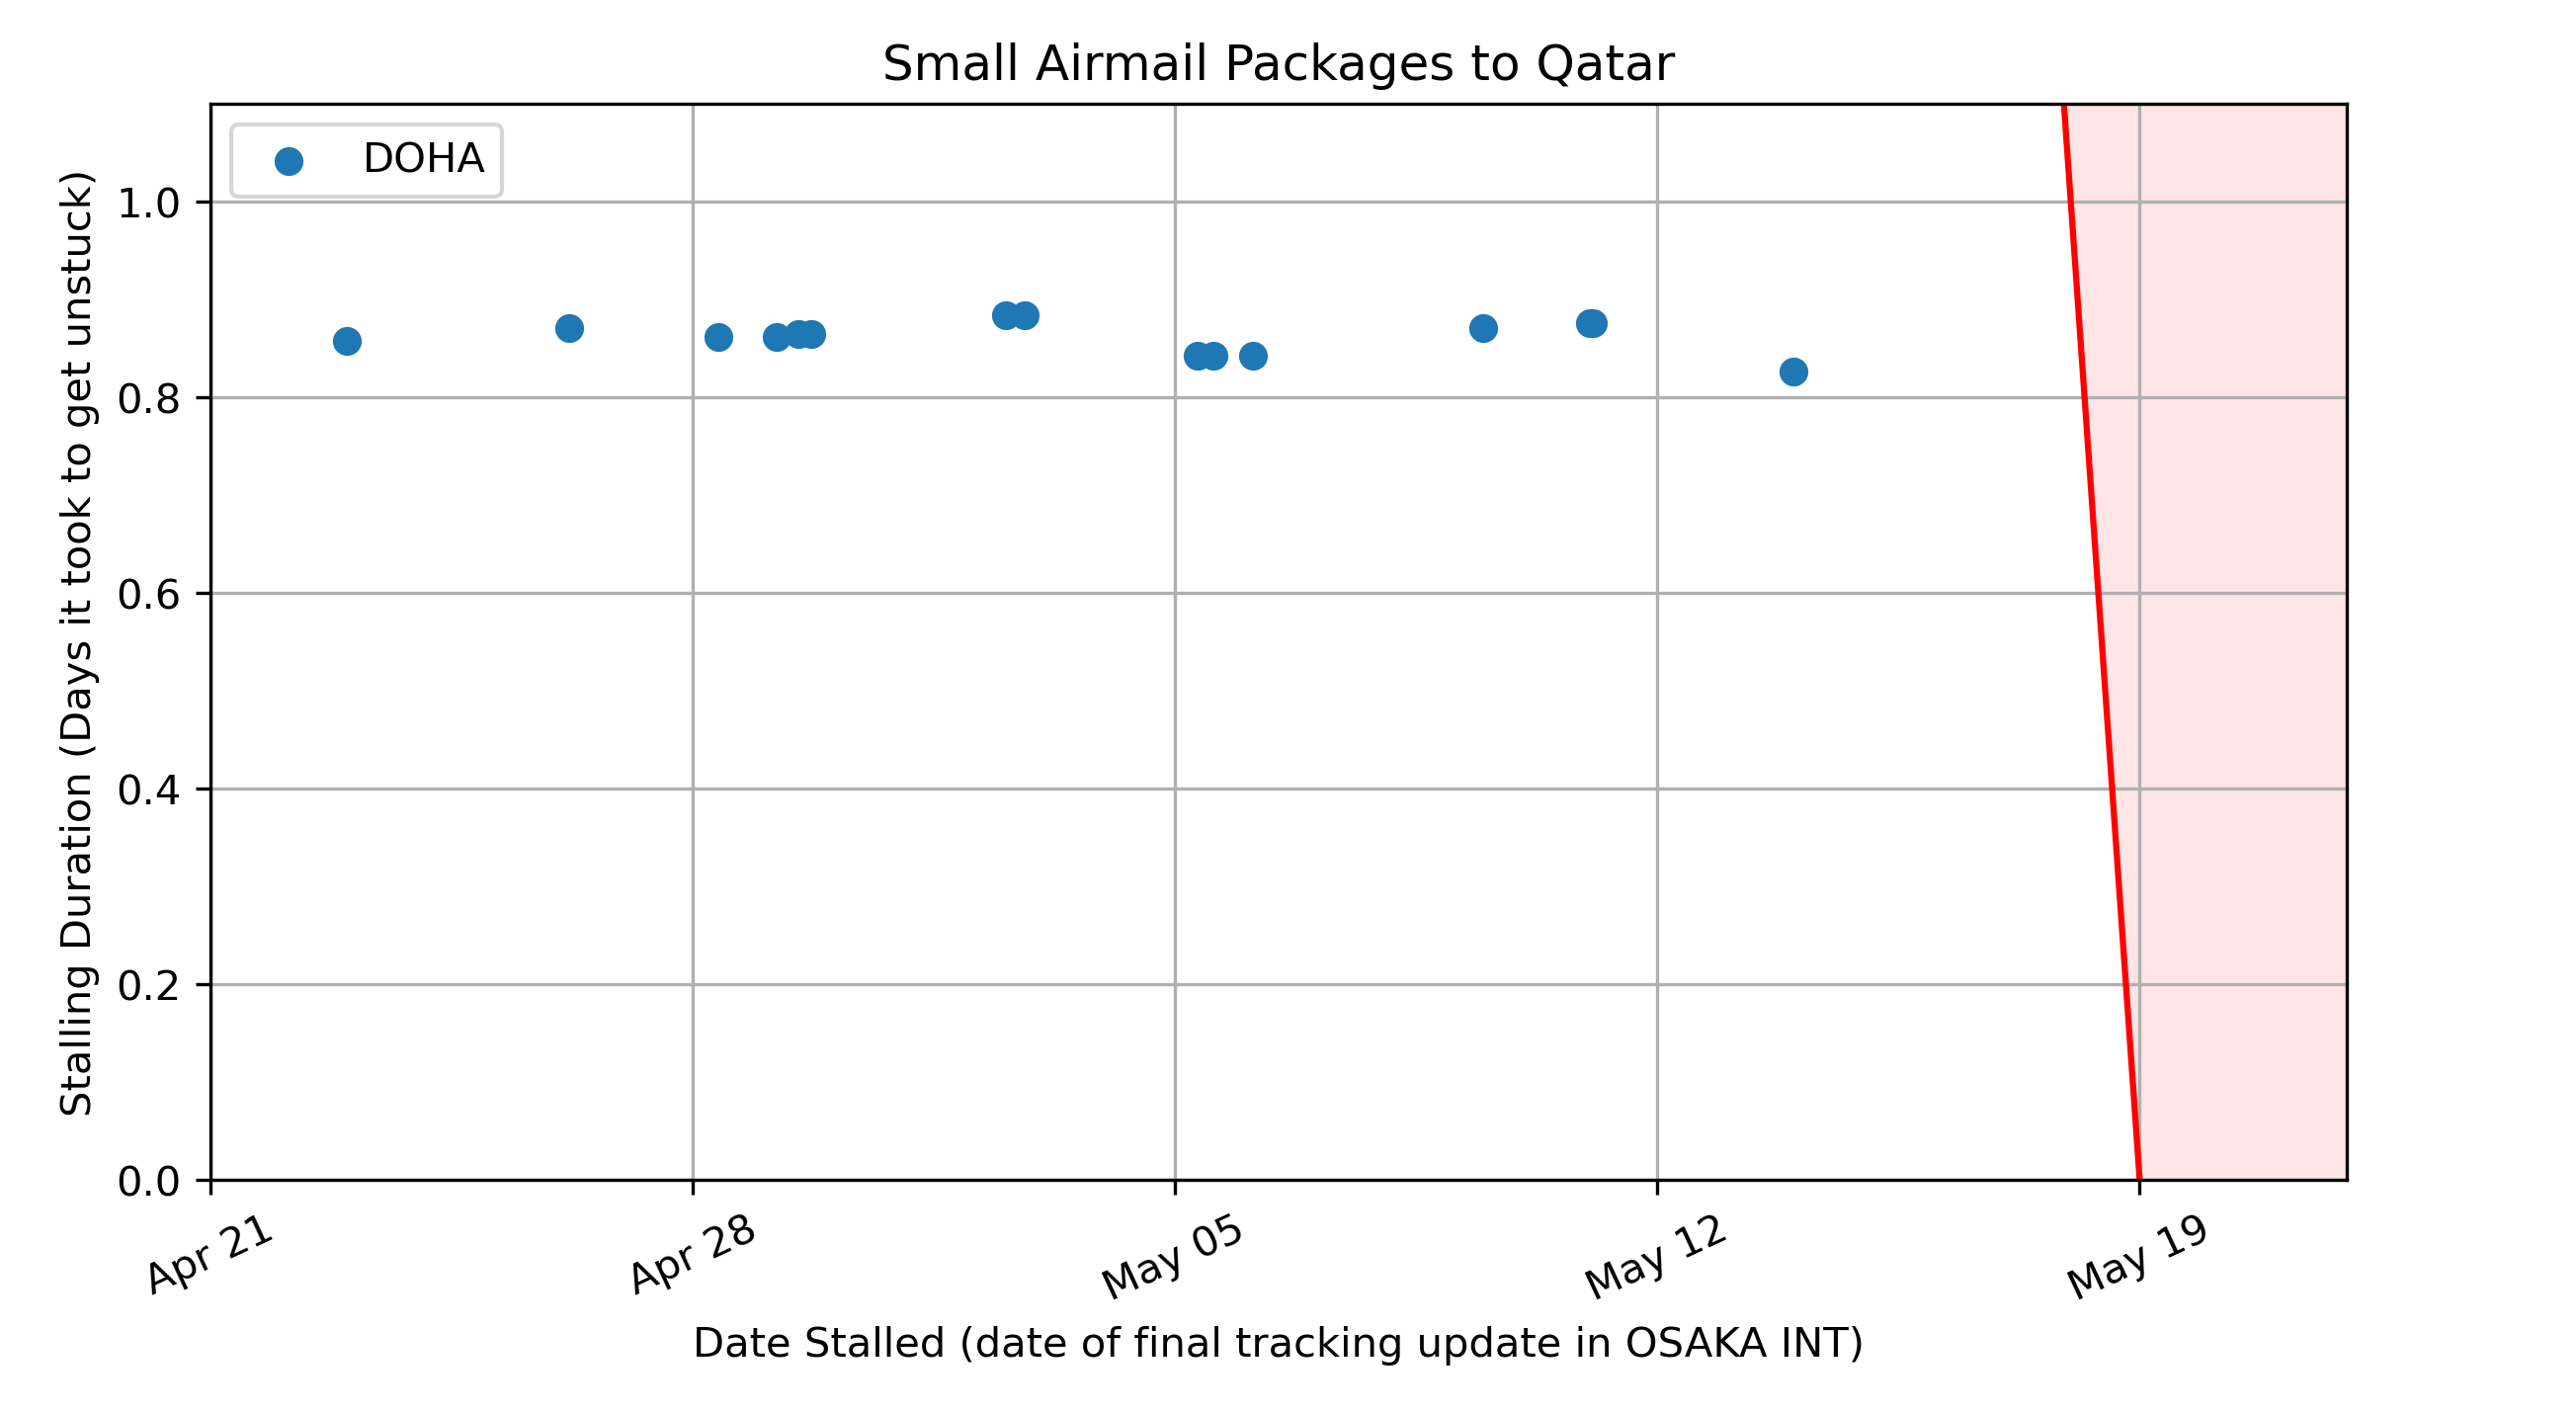 Small Airmail Packages to Qatar
DOHA
Stalling Duration (Days it took to get unstuck)
1.0
0.8
0.6
0.4
0.2
0.0
Apr 21
Apr 28
May 05
May 12
May 19
Date Stalled (date of final tracking update in OSAKA INT)